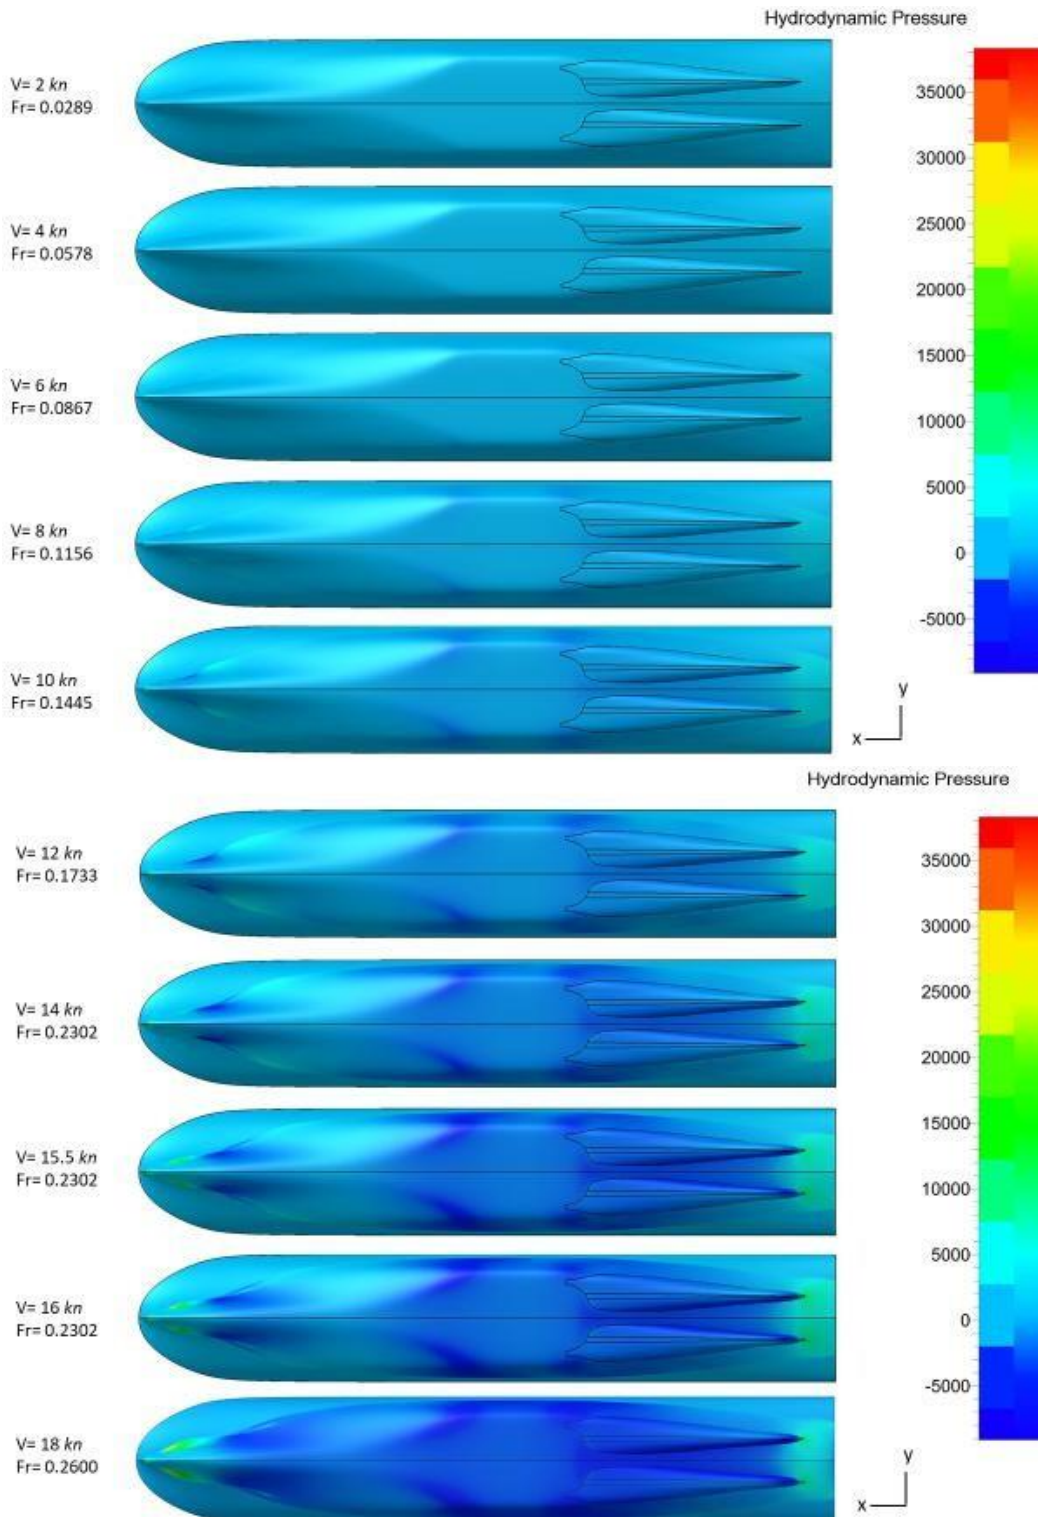 Hydrodynamic Pressure
V= 2 kn
Fr= 0.0289
V= 4 kn
Fr= 0.0578
V= 6 kn
Fr= 0.0867
V= 8 kn
Fr= 0.1156
V= 10 kn
Fr= 0.1445
35000
30000
25000
20000
15000
10000
5000
0
-5000
y
x
Hydrodynamic Pressure
V= 12 kn
Fr= 0.1733
V= 14 kn
Fr= 0.2302
V= 15.5 kn
Fr= 0.2302
V= 16 kn
Fr= 0.2302
V= 18 kn
Fr= 0.2600
35000
30000
25000
20000
15000
10000
5000
0
-5000
y
x